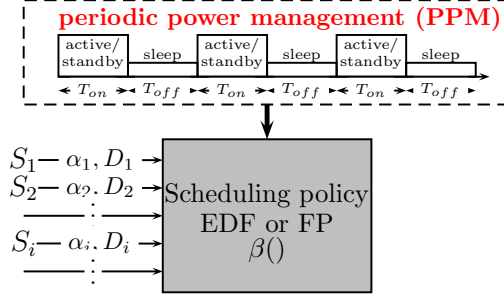 periodic power management (PPM)
active/ active/ active/
standby sleep standby sleep standby sleep
T_on T_off T_on T_off T_on T_off
S_1 α_1, D_1
S_2 α_2, D_2
⋮
S_i α_i, D_i
⋮
Scheduling policy
EDF or FP
β()